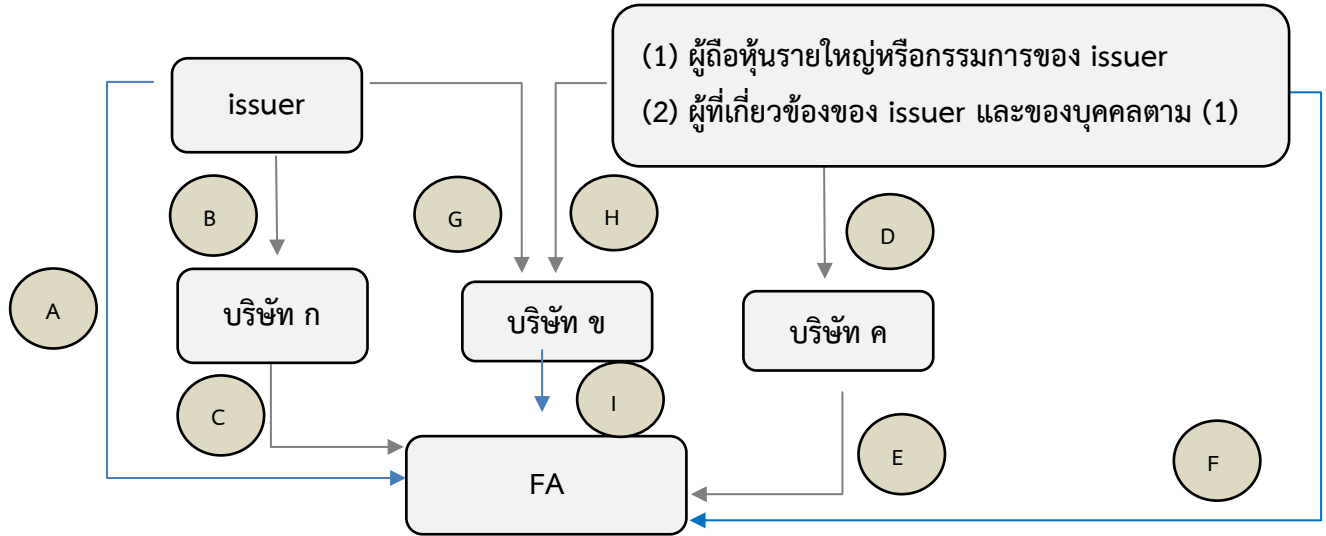 (1) ผู้ถือหุ้นรายใหญ่หรือกรรมการของ issuer
(2) ผู้ที่เกี่ยวข้องของ issuer และของบุคคลตาม (1)
issuer
B
G
H
D
A
บริษัท ก
บริษัท ข
บริษัท ค
C
I
E
F
FA